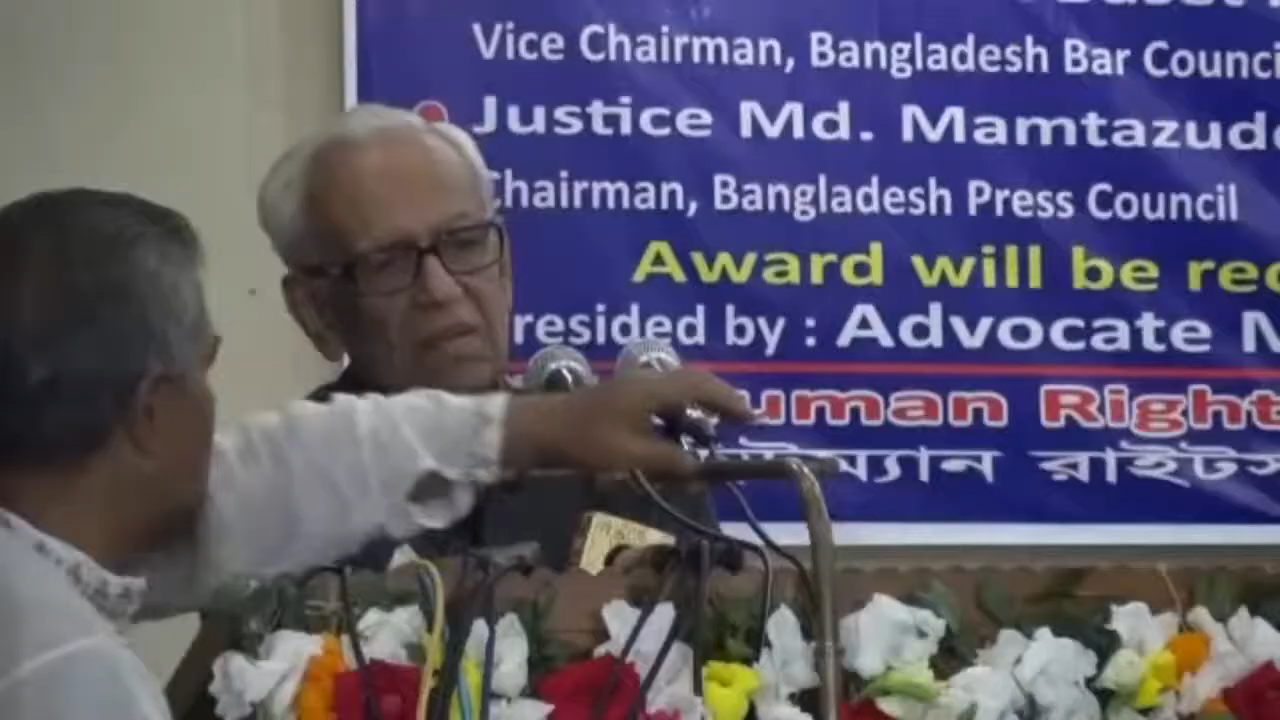 Vice Chairman, Bangladesh Bar Counci
Justice Md. Mamtazud
Chairman, Bangladesh Press Council
Award will be rec
resided by : Advocate
uman Right
রাইটস